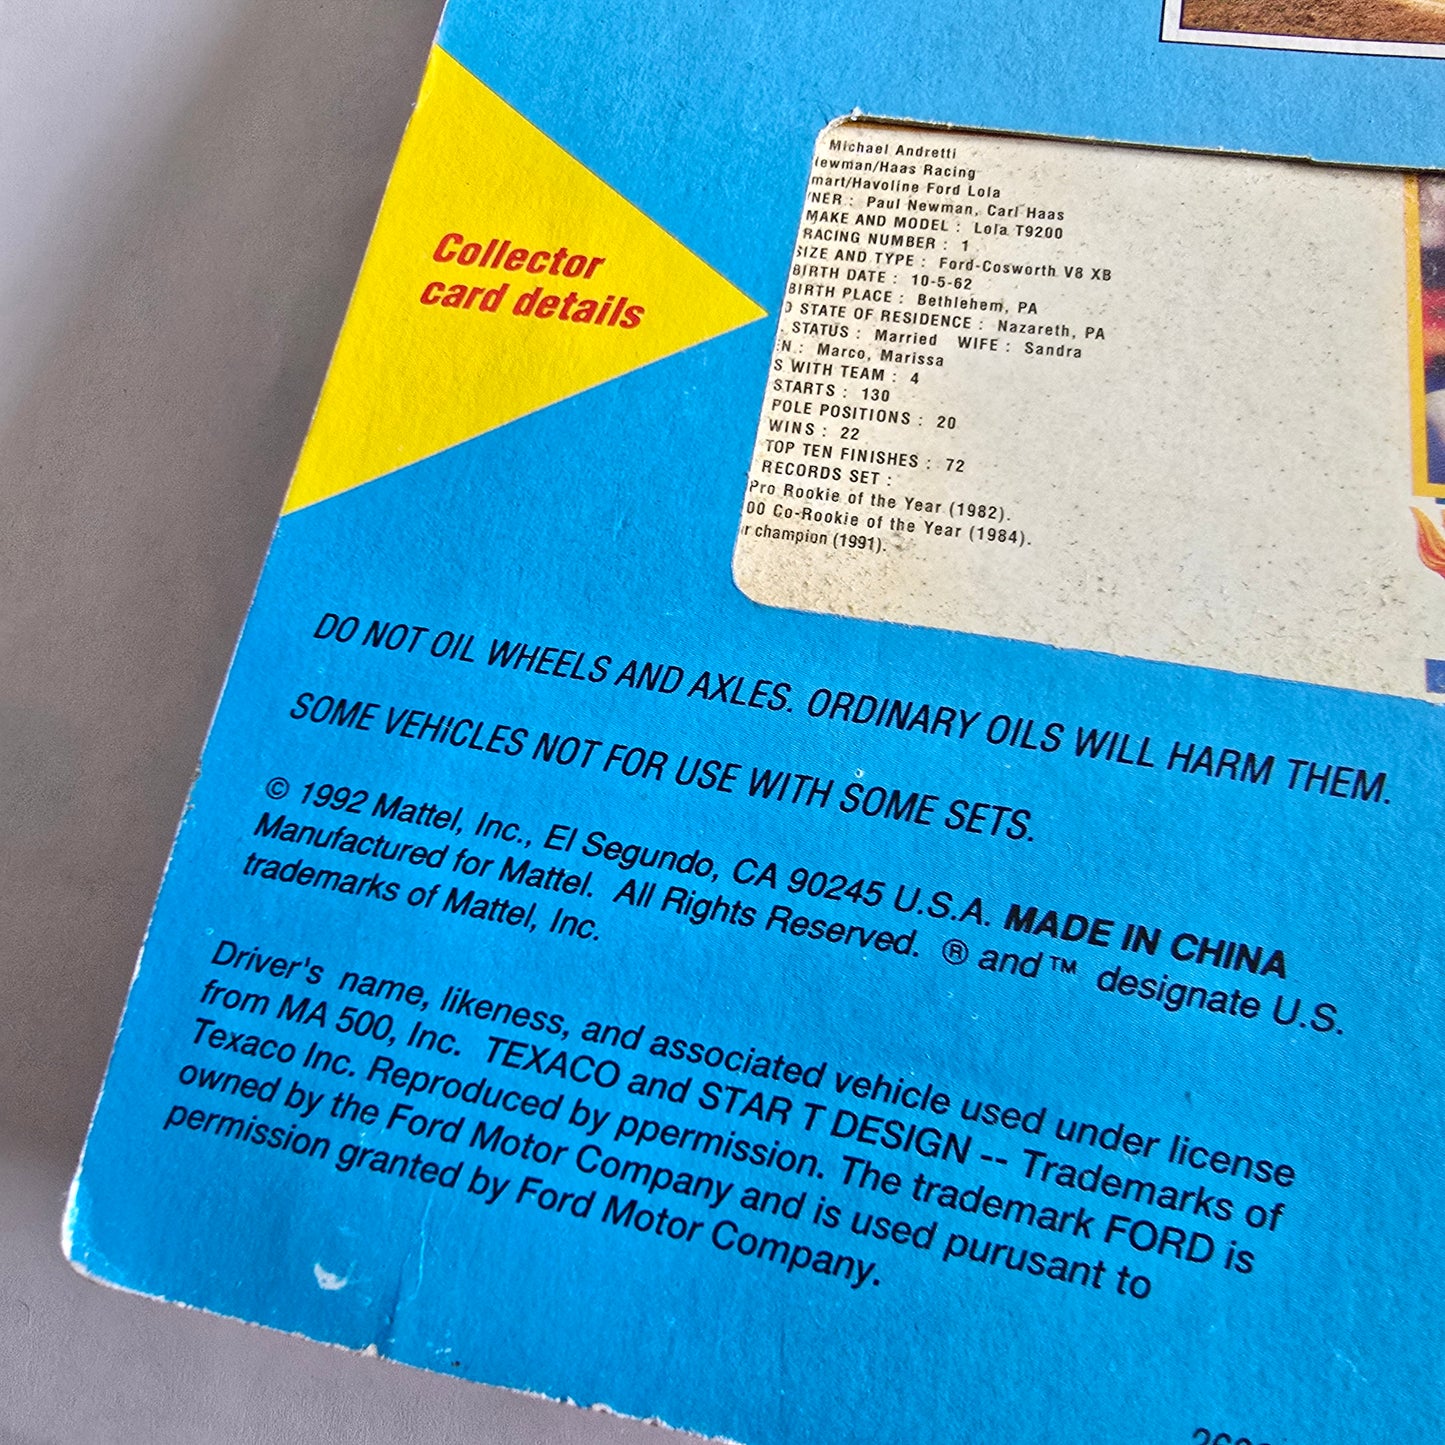 Collector
card details
Michael Andretti
ewman/Haas Racing
mart/Havoline Ford Lola
NER : Paul Newman, Carl Haas
MAKE AND MODEL : Lola T9200
RACING NUMBER : 1
SIZE AND TYPE : Ford-Cosworth V8 XB
BIRTH DATE : 10-5-62
BIRTH PLACE : Bethlehem, PA
STATE OF RESIDENCE : Nazareth, PA
STATUS : Married WIFE : Sandra
N : Marco, Marissa
S WITH TEAM : 4
STARTS : 130
POLE POSITIONS : 20
WINS : 22
TOP TEN FINISHES : 72
RECORDS SET :
Pro Rookie of the Year (1982).
00 Co-Rookie of the Year (1984).
r champion (1991).
DO NOT OIL WHEELS AND AXLES. ORDINARY OILS WILL HARM THEM.
SOME VEHICLES NOT FOR USE WITH SOME SETS.
© 1992 Mattel, Inc., El Segundo, CA 90245 U.S.A. MADE IN CHINA
Manufactured for Mattel. All Rights Reserved. ® and ™ designate U.S.
trademarks of Mattel, Inc.
Driver's name, likeness, and associated vehicle used under license
from MA 500, Inc. TEXACO and STAR T DESIGN -- Trademarks of
Texaco Inc. Reproduced by ppermission. The trademark FORD is
owned by the Ford Motor Company and is used purusant to
permission granted by Ford Motor Company.